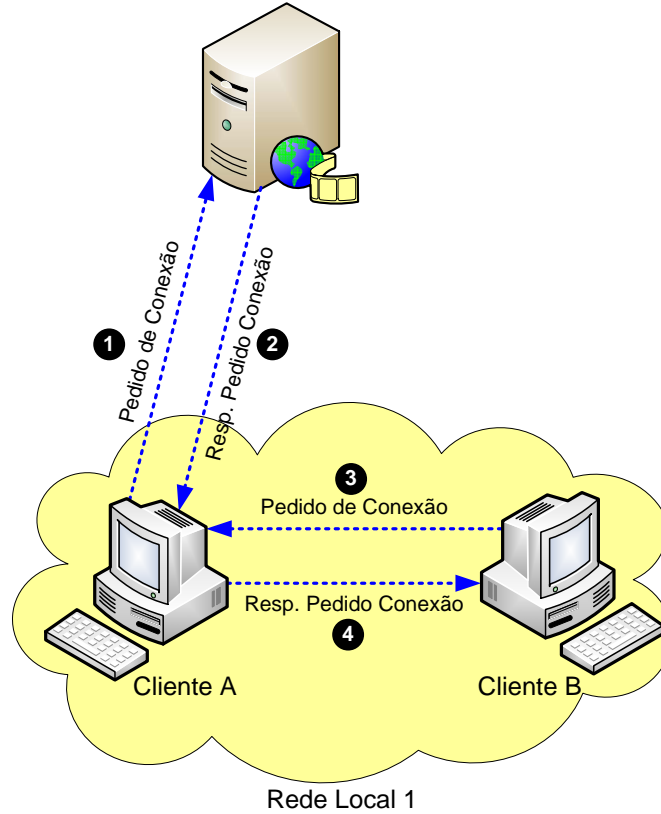 1
Pedido de Conexão
2
Resp. Pedido Conexão
3
Pedido de Conexão
Resp. Pedido Conexão
4
Cliente A
Cliente B
Rede Local 1